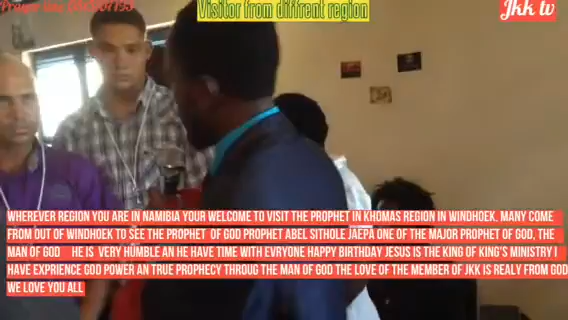 Visitor from diffrent region
Jkk tv
WHEREVER REGION YOU ARE IN NAMIBIA YOUR WELCOME TO VISIT THE PROPHET IN KHOMAS REGION IN WINDHOEK. MANY COME
FROM OUT OF WINDHOEK TO SEE THE PROPHET OF GOD PROPHET ABEL SITHOLE JAEPA ONE OF THE MAJOR PROPHET OF GOD, THE
MAN OF GOD HE IS VERY HUMBLE AN HE HAVE TIME WITH EVRYONE HAPPY BIRTHDAY JESUS IS THE KING OF KING'S MINISTRY I
HAVE EXPRIENCE GOD POWER AN TRUE PROPHECY THROUG THE MAN OF GOD THE LOVE OF THE MEMBER OF JKK IS REALY FROM GOD
WE LOVE YOU ALL